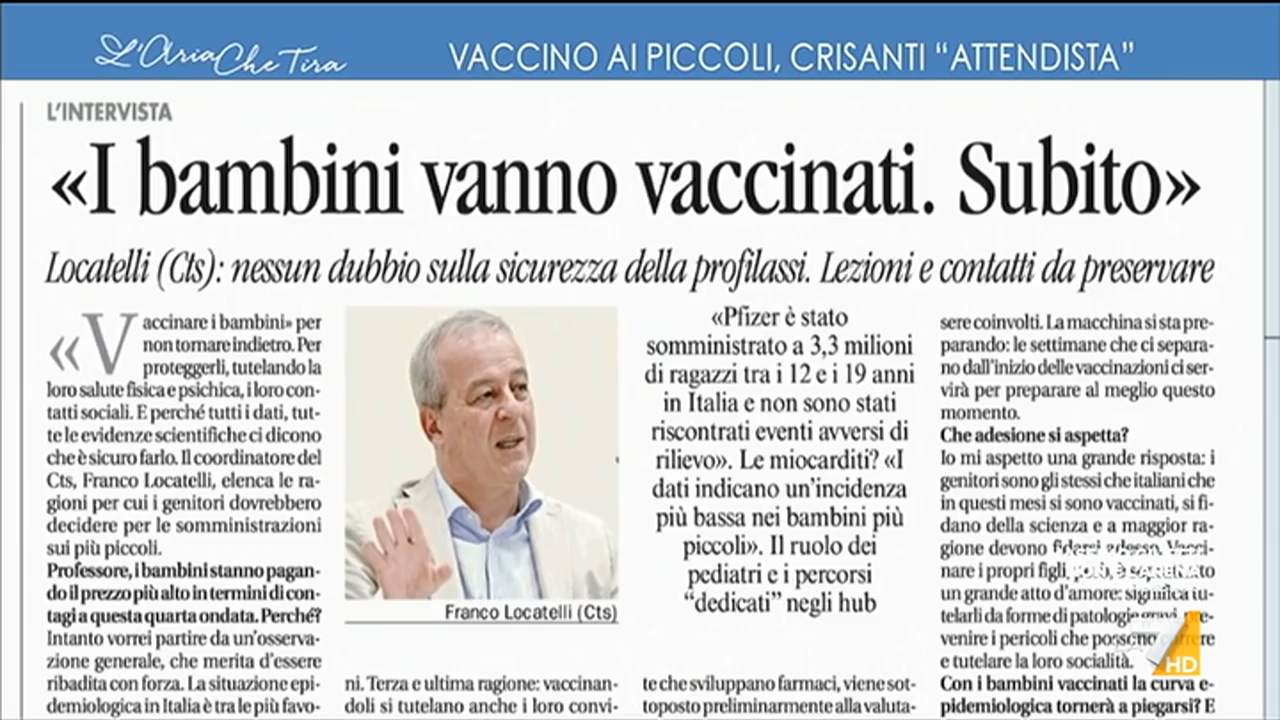 L'Aria Che Tira
VACCINO AI PICCOLI, CRISANTI “ATTENDISTA”
L'INTERVISTA
«I bambini vanno vaccinati. Subito»
Locatelli (Cts): nessun dubbio sulla sicurezza della profilassi. Lezioni e contatti da preservare
«Vaccinare i bambini» per
non tornare indietro. Per
proteggerli, tutelando la
loro salute fisica e psichica, i loro con-
tatti sociali. E perché tutti i dati, tut-
te le evidenze scientifiche ci dicono
che è sicuro farlo. Il coordinatore del
Cts, Franco Locatelli, elenca le ra-
gioni per cui i genitori dovrebbero
decidere per le somministrazioni
sui più piccoli.
Professore, i bambini stanno pagan-
do il prezzo più alto in termini di con-
tagi a questa quarta ondata. Perché?
Intanto vorrei partire da un'osserva-
zione generale, che merita d'essere
ribadita con forza. La situazione epi-
demiologica in Italia è tra le più favo-
Franco Locatelli (Cts)
ni. Terza e ultima ragione: vaccinan-
doli si tutelano anche i loro convi-
«Pfizer è stato
somministrato a 3,3 milioni
di ragazzi tra i 12 e i 19 anni
in Italia e non sono stati
riscontrati eventi avversi di
rilievo». Le miocarditi? «I
dati indicano un'incidenza
più bassa nei bambini più
piccoli». Il ruolo dei
pediatri e i percorsi
“dedicati” negli hub
te che sviluppano farmaci, viene sot-
toposto preliminarmente alla valuta-
sere coinvolti. La macchina si sta pre-
parando: le settimane che ci separa-
no dall'inizio delle vaccinazioni ci ser-
virà per preparare al meglio questo
momento.
Che adesione si aspetta?
Io mi aspetto una grande risposta: i
genitori sono gli stessi che italiani che
in questi mesi si sono vaccinati, si fi-
dano della scienza e a maggior ra-
gione devono fidarsi adesso. Vacci-
nare i propri figli,
un grande atto d'amore: significa tu-
telarli da forme di patologie gravi, pre-
venire i pericoli che possono correre
e tutelare la loro socialità.
Con i bambini vaccinati la curva e-
pidemiologica tornerà a piegarsi? E
NON È L'ARENA
7
HD